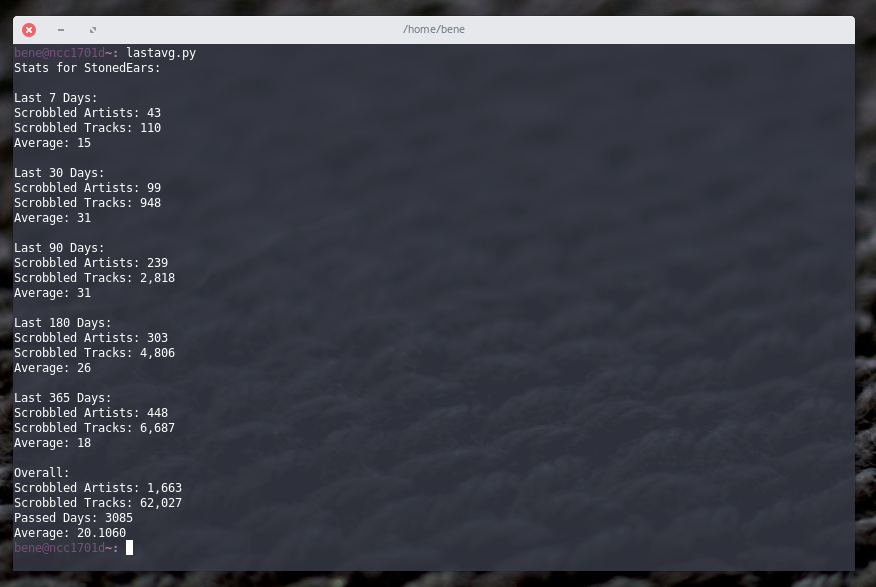 /home/bene
bene@ncc1701d~: lastavg.py
Stats for StonedEars:
Last 7 Days:
Scrobbled Artists: 43
Scrobbled Tracks: 110
Average: 15
Last 30 Days:
Scrobbled Artists: 99
Scrobbled Tracks: 948
Average: 31
Last 90 Days:
Scrobbled Artists: 239
Scrobbled Tracks: 2,818
Average: 31
Last 180 Days:
Scrobbled Artists: 303
Scrobbled Tracks: 4,806
Average: 26
Last 365 Days:
Scrobbled Artists: 448
Scrobbled Tracks: 6,687
Average: 18
Overall:
Scrobbled Artists: 1,663
Scrobbled Tracks: 62,027
Passed Days: 3085
Average: 20.1060
bene@ncc1701d~: